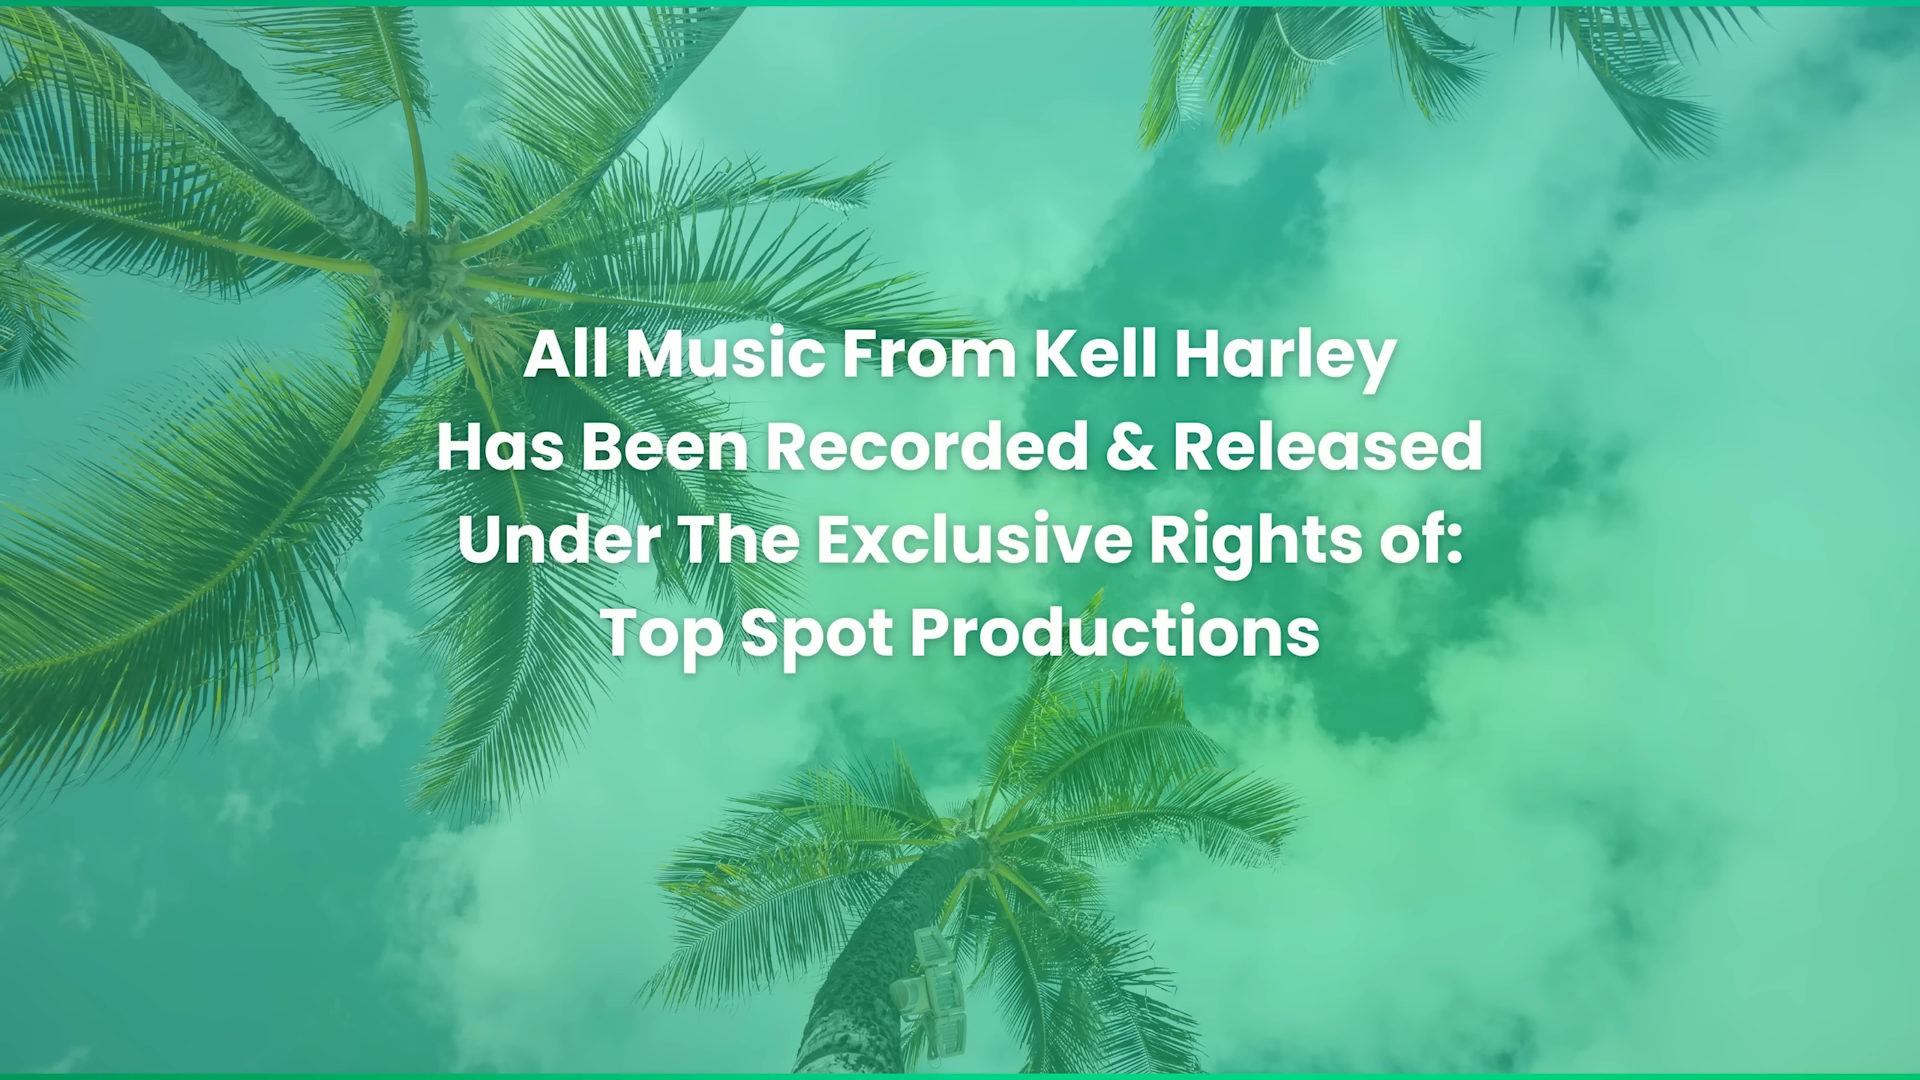 All Music From Kell Harley
Has Been Recorded & Released
Under The Exclusive Rights of:
Top Spot Productions